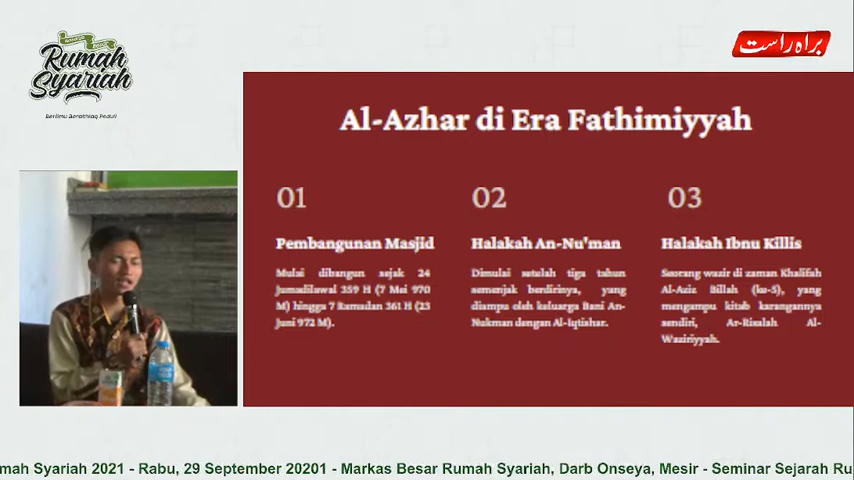 Rumah
Syariah
Berilmu Berakhlaq Peduli
براہ راست
Al-Azhar di Era Fathimiyyah
01
Pembangunan Masjid
Mulai dibangun sejak 24
Jumadilawal 359 H (7 Mei 970
M) hingga 7 Ramadan 361 H (23
Juni 972 M).
02
Halakah An-Nu'man
Dimulai setulah tiga tahun
semenjak berdirinya, yang
diampu oleh keluarga Bani An-
Nukman dengan Al-Iqtishar.
03
Halakah Ibnu Killis
Seorang wazir di zaman Khalifah
Al-Aziz Billah (ke-5), yang
mengampu kitab karangannya
sendiri, Ar-Risalah Al-
Waziriyyah.
mah Syariah 2021 - Rabu, 29 September 20201 - Markas Besar Rumah Syariah, Darb Onseya, Mesir - Seminar Sejarah Ru